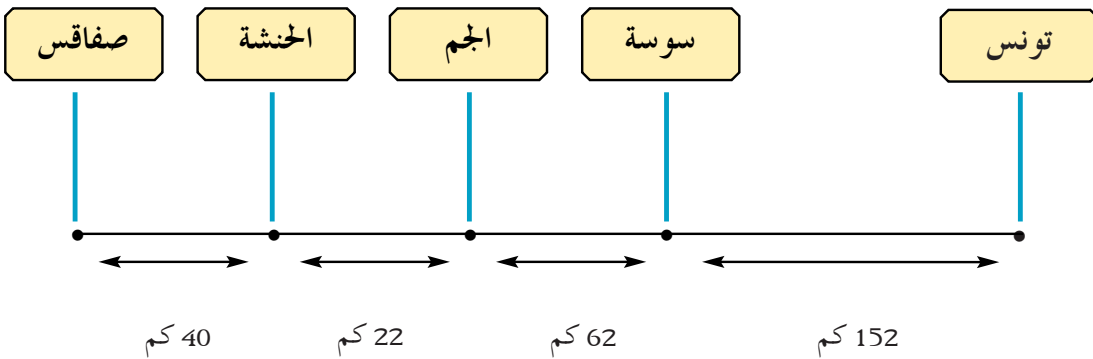 تونس سوسة الجم الحنشة صفاقس
152 كم 62 كم 22 كم 40 كم